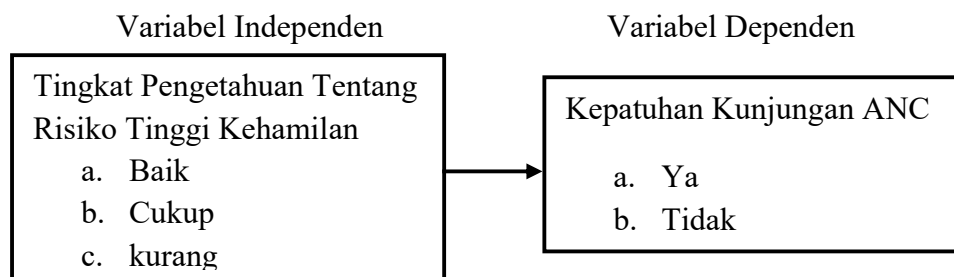 Variabel Independen
Variabel Dependen
Tingkat Pengetahuan Tentang
Risiko Tinggi Kehamilan
a. Baik
b. Cukup
c. kurang
Kepatuhan Kunjungan ANC
a. Ya
b. Tidak